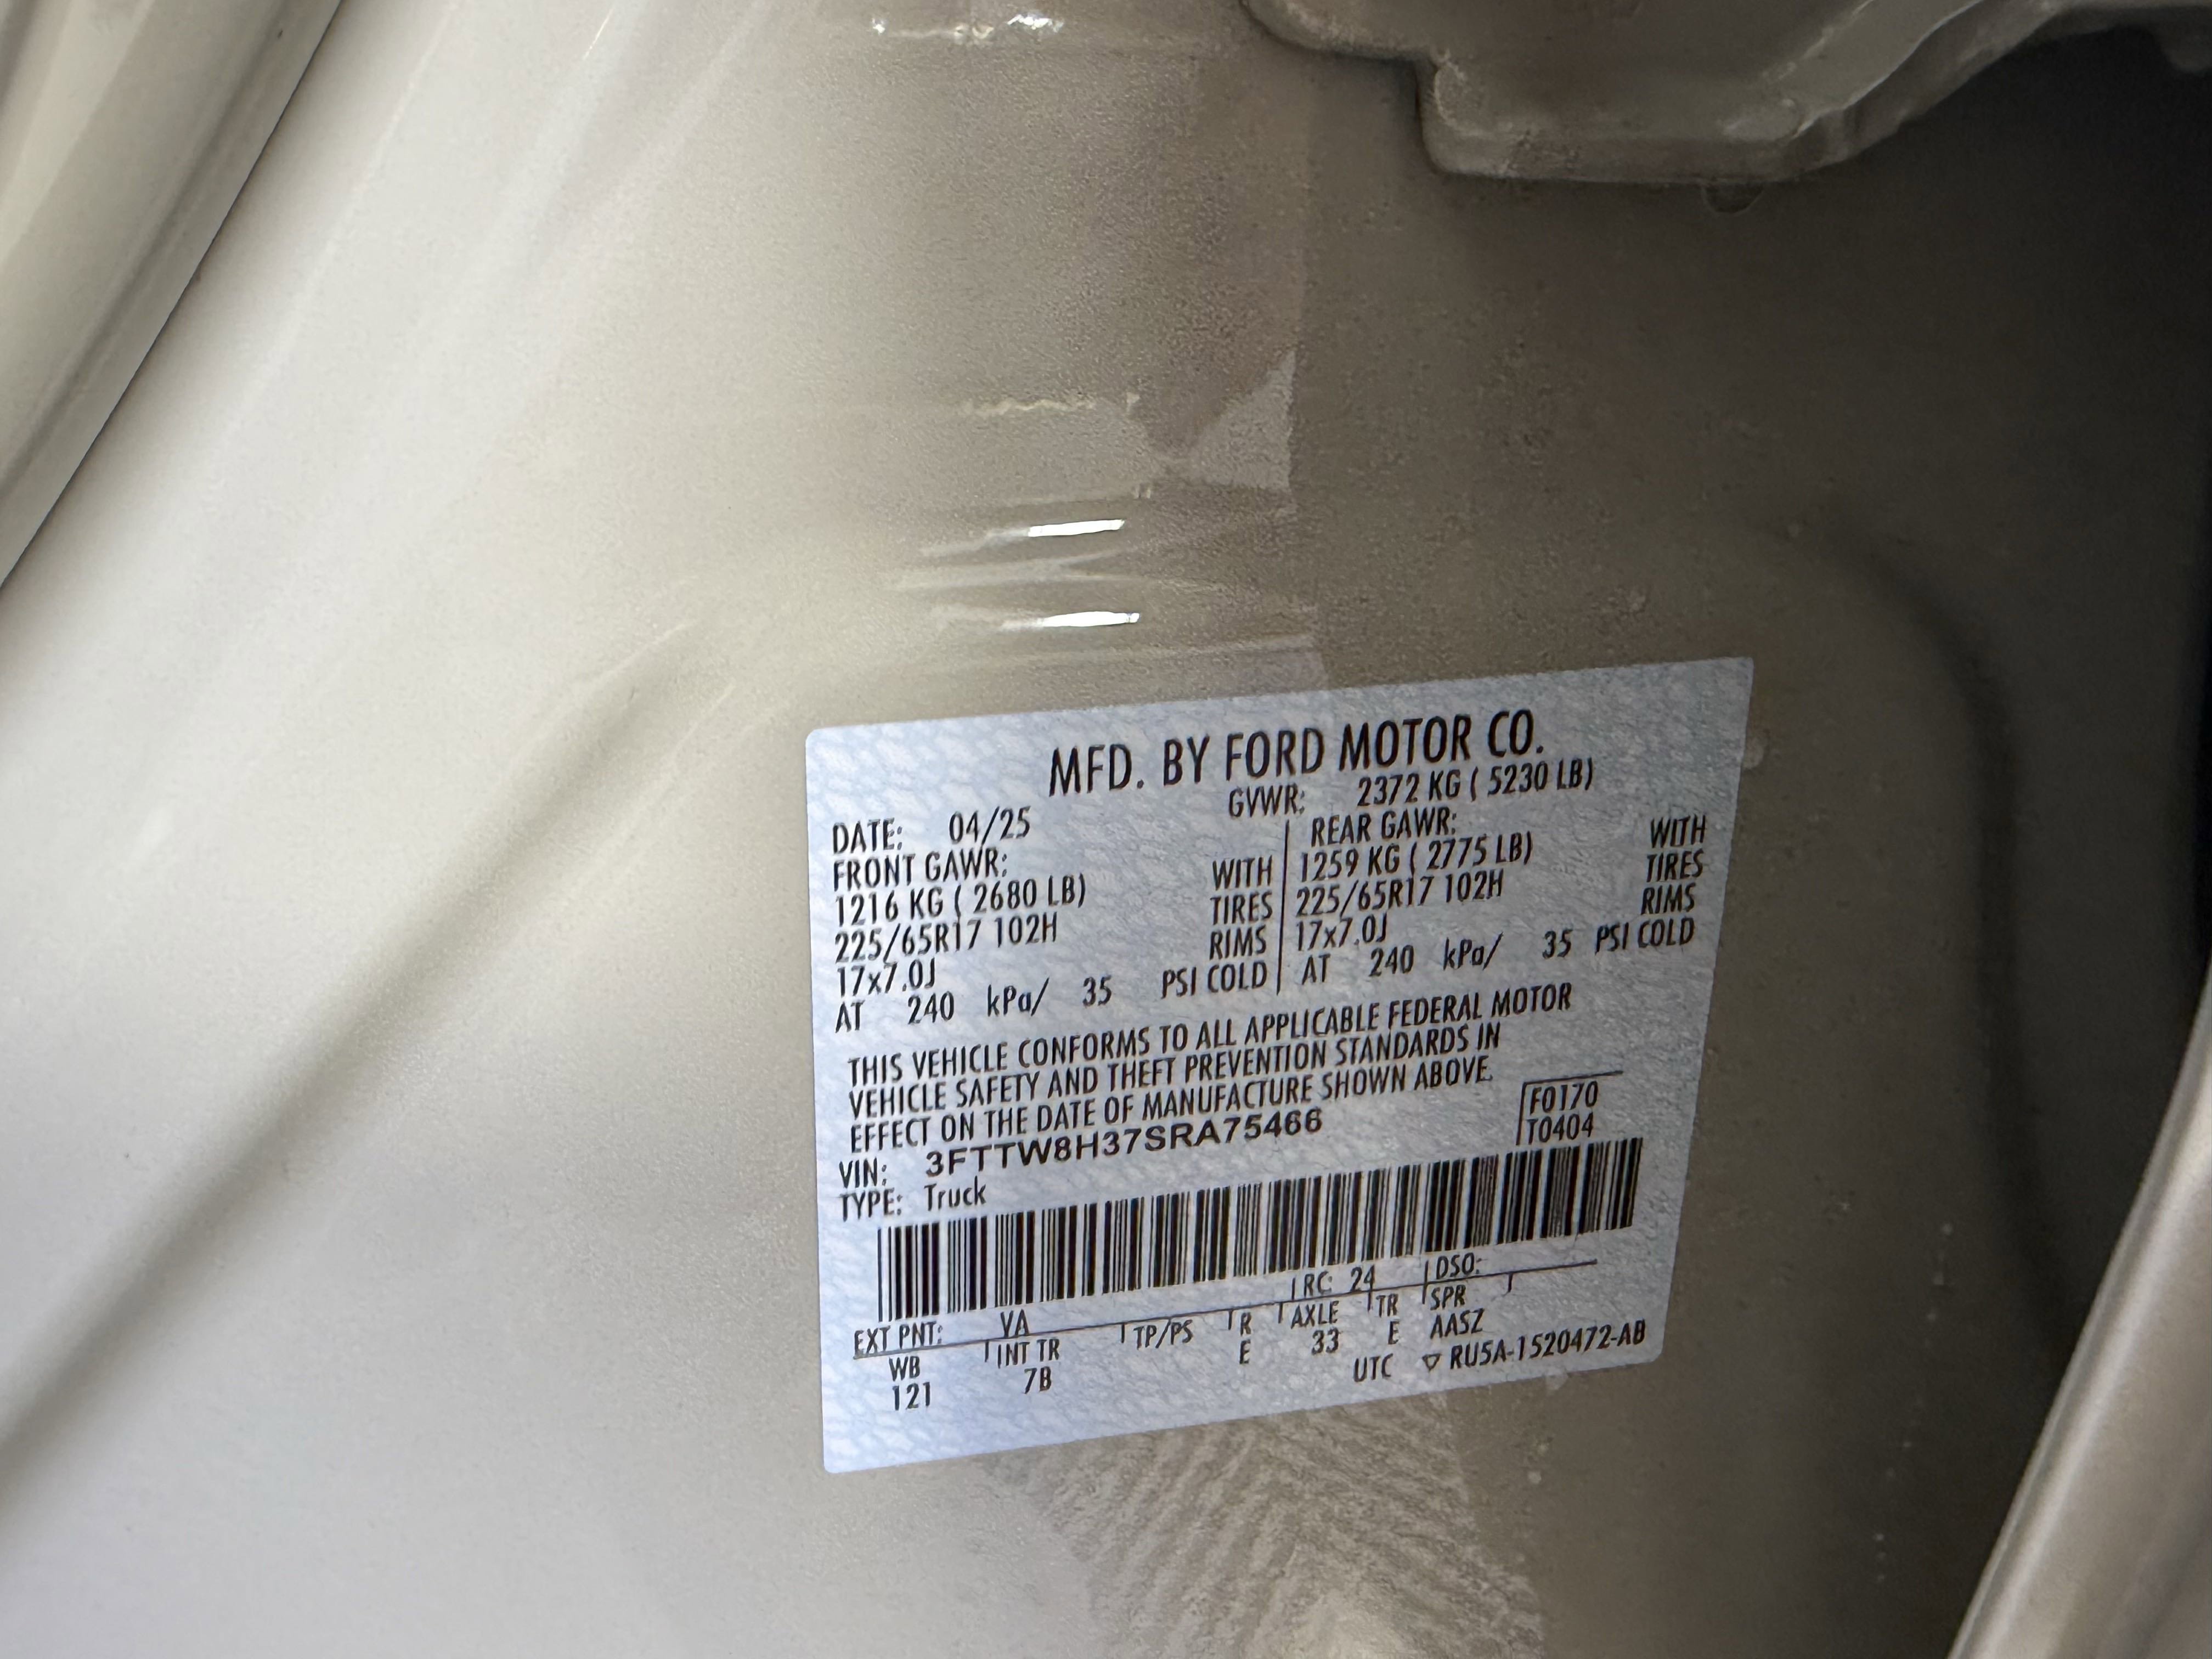 MFD. BY FORD MOTOR CO.
DATE: 04/25 GVWR: 2372 KG ( 5230 LB)
FRONT GAWR: REAR GAWR:
1216 KG ( 2680 LB) WITH 1259 KG ( 2775 LB) WITH
225/65R17 102H TIRES 225/65R17 102H TIRES
17x7.0J RIMS 17x7.0J RIMS
AT 240 kPa/ 35 PSI COLD AT 240 kPa/ 35 PSI COLD
THIS VEHICLE CONFORMS TO ALL APPLICABLE FEDERAL MOTOR
VEHICLE SAFETY AND THEFT PREVENTION STANDARDS IN
EFFECT ON THE DATE OF MANUFACTURE SHOWN ABOVE.
VIN: 3FTTW8H37SRA75466 F0170
TYPE: Truck T0404
EXT PNT: VA RC: 24 DSO:
WB INT TR TP/PS R AXLE TR SPR
121 7B E 33 E AASZ
UTC ▽ RU5A-1520472-AB